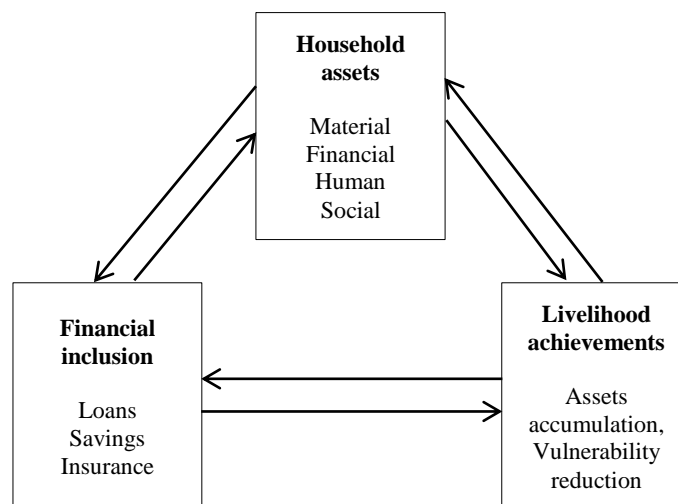 Household
assets
Material
Financial
Human
Social
Financial
inclusion
Loans
Savings
Insurance
Livelihood
achievements
Assets
accumulation,
Vulnerability
reduction